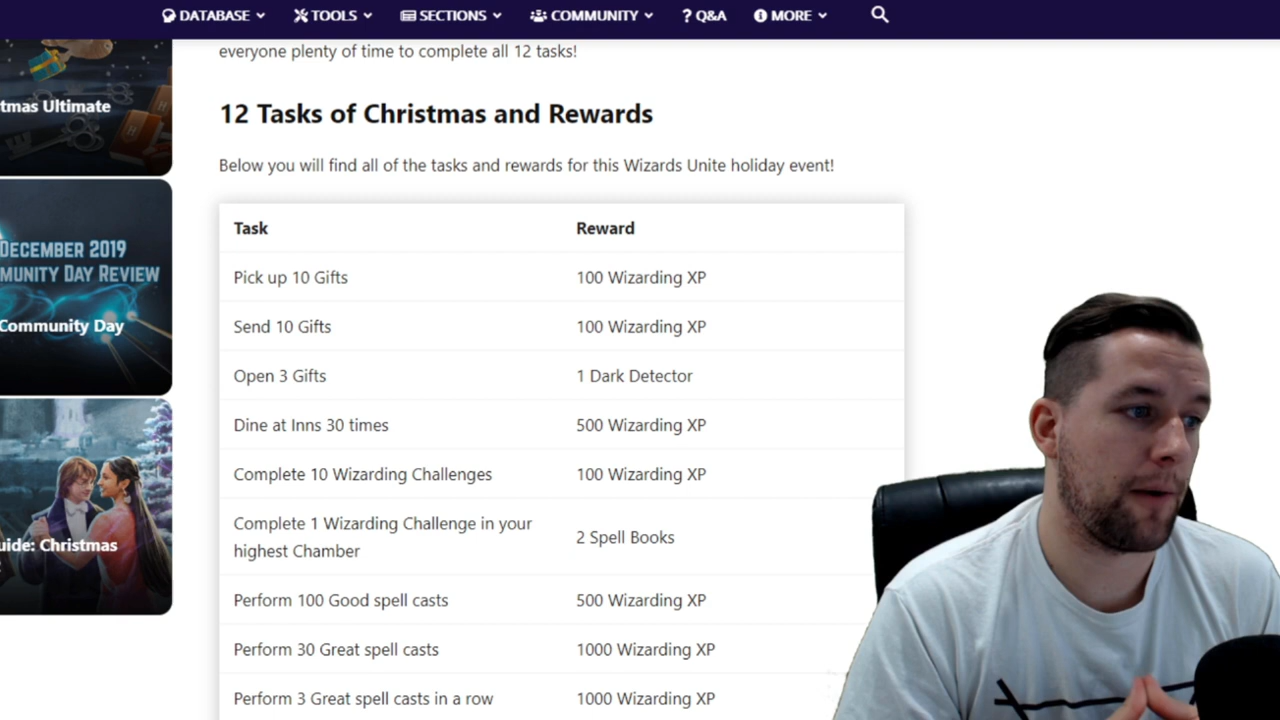 DATABASE TOOLS SECTIONS COMMUNITY ? Q&A MORE
everyone plenty of time to complete all 12 tasks!
tmas Ultimate
12 Tasks of Christmas and Rewards
Below you will find all of the tasks and rewards for this Wizards Unite holiday event!
DECEMBER 2019
MUNITY DAY REVIEW
Community Day
uide: Christmas
Task Reward
Pick up 10 Gifts 100 Wizarding XP
Send 10 Gifts 100 Wizarding XP
Open 3 Gifts 1 Dark Detector
Dine at Inns 30 times 500 Wizarding XP
Complete 10 Wizarding Challenges 100 Wizarding XP
Complete 1 Wizarding Challenge in your
highest Chamber 2 Spell Books
Perform 100 Good spell casts 500 Wizarding XP
Perform 30 Great spell casts 1000 Wizarding XP
Perform 3 Great spell casts in a row 1000 Wizarding XP